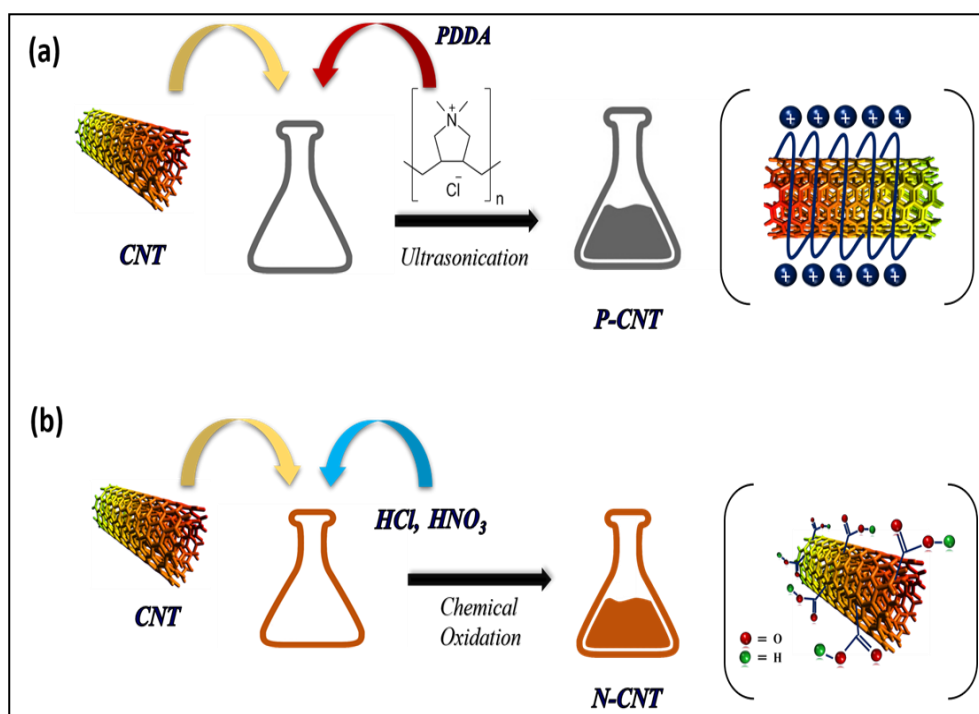 (a)
PDDA
N
+
Cl
−
n
CNT
Ultrasonication
P-CNT
+ + + + +
+ + + + +
(b)
HCl, HNO₃
CNT
Chemical
Oxidation
N-CNT
= O
= H